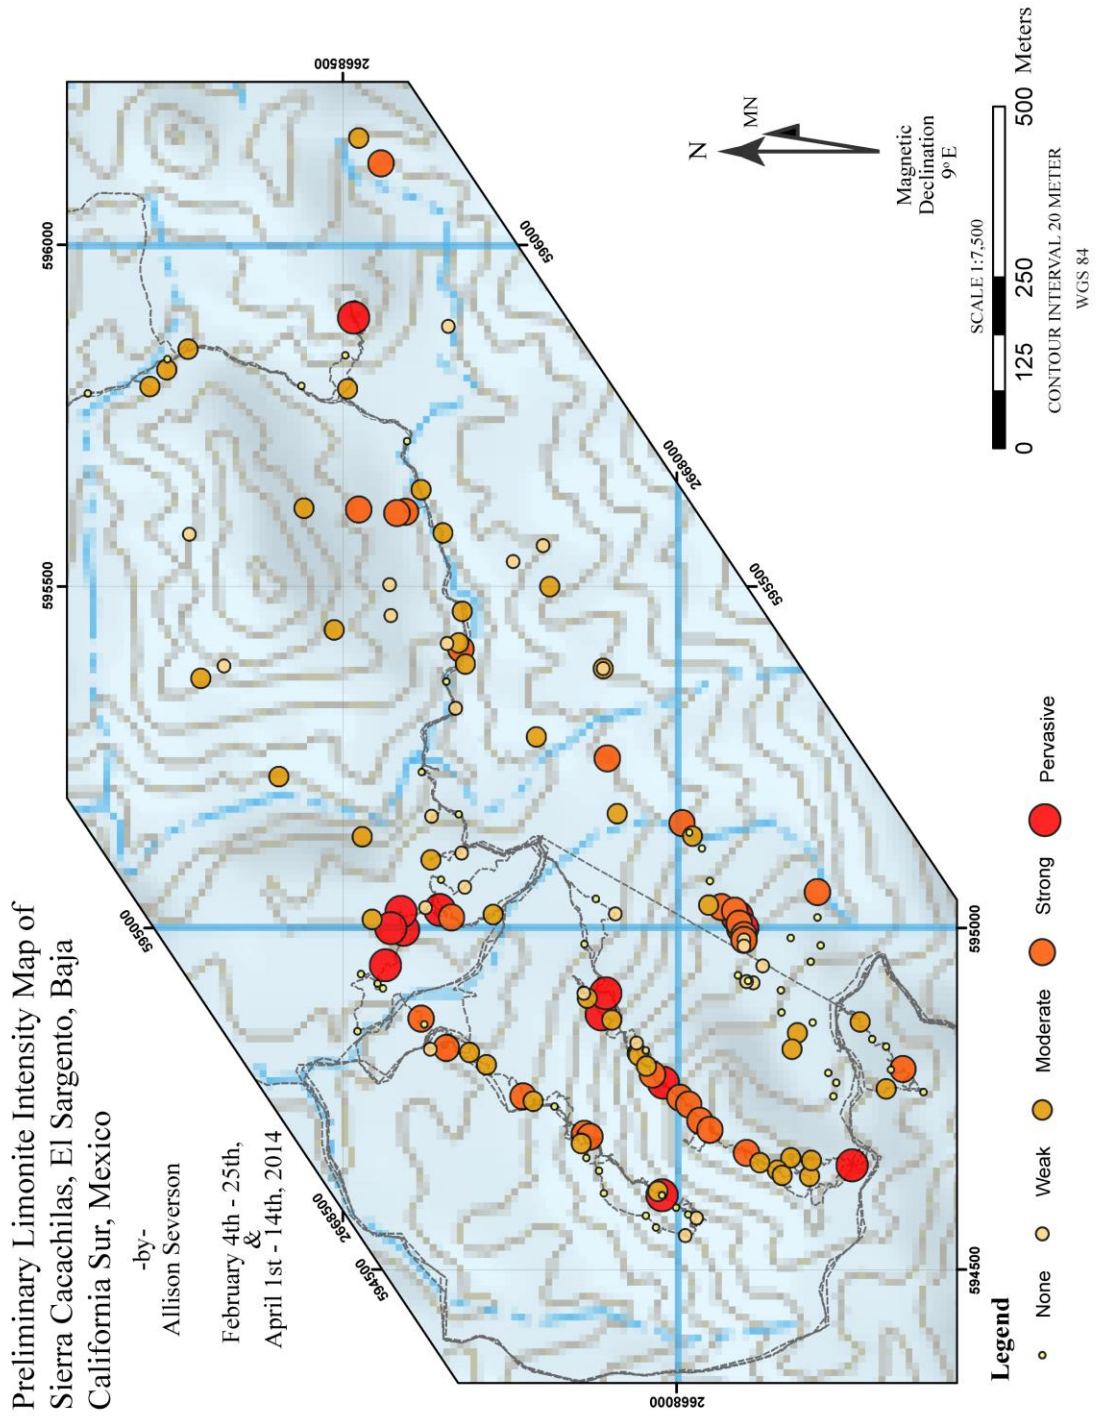 Preliminary Limonite Intensity Map of
Sierra Cacachilas, El Sargento, Baja
California Sur, Mexico
-by-
Allison Severson
February 4th - 25th,
&
April 1st - 14th, 2014
594500
2668500
595000
595500
596000
2668500
596000
2668000
595500
595000
594500
2668000
N
MN
Magnetic
Declination
9° E
SCALE 1:7,500
0 125 250 500 Meters
CONTOUR INTERVAL 20 METER
WGS 84
Legend
None
Weak
Moderate
Strong
Pervasive